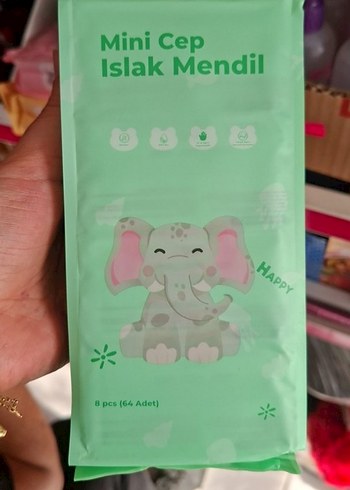 Mini Cep
Islak Mendil
HAPPY
8 pcs (64 Adet)